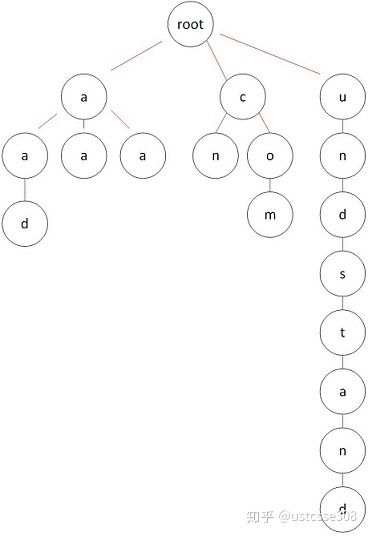 root
a c u
a a a n o n
d m d
s
t
a
n
d
知乎 @ustcsse308